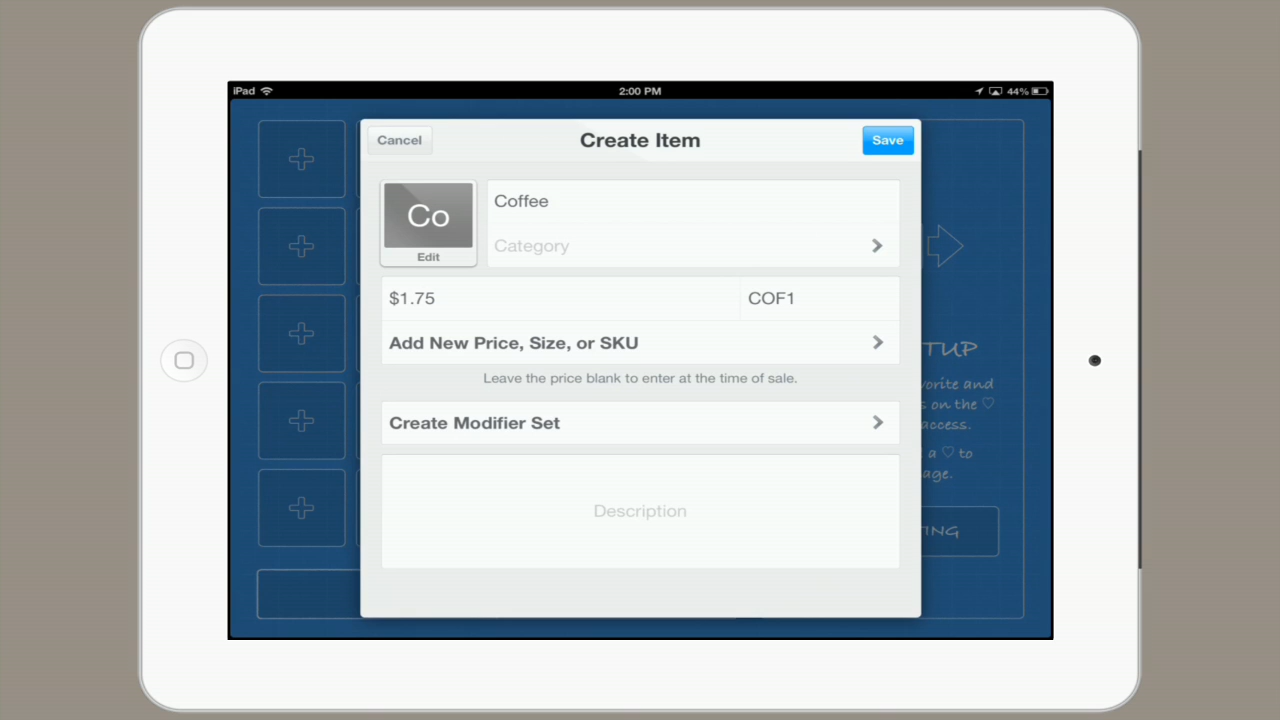 iPad 2:00 PM 44%
Cancel Create Item Save
Co
Edit
Coffee
Category
$1.75 COF1
Add New Price, Size, or SKU
Leave the price blank to enter at the time of sale.
Create Modifier Set
Description
TUP
vorite and
s on the ♡
access.
a ♡ to
age.
ING